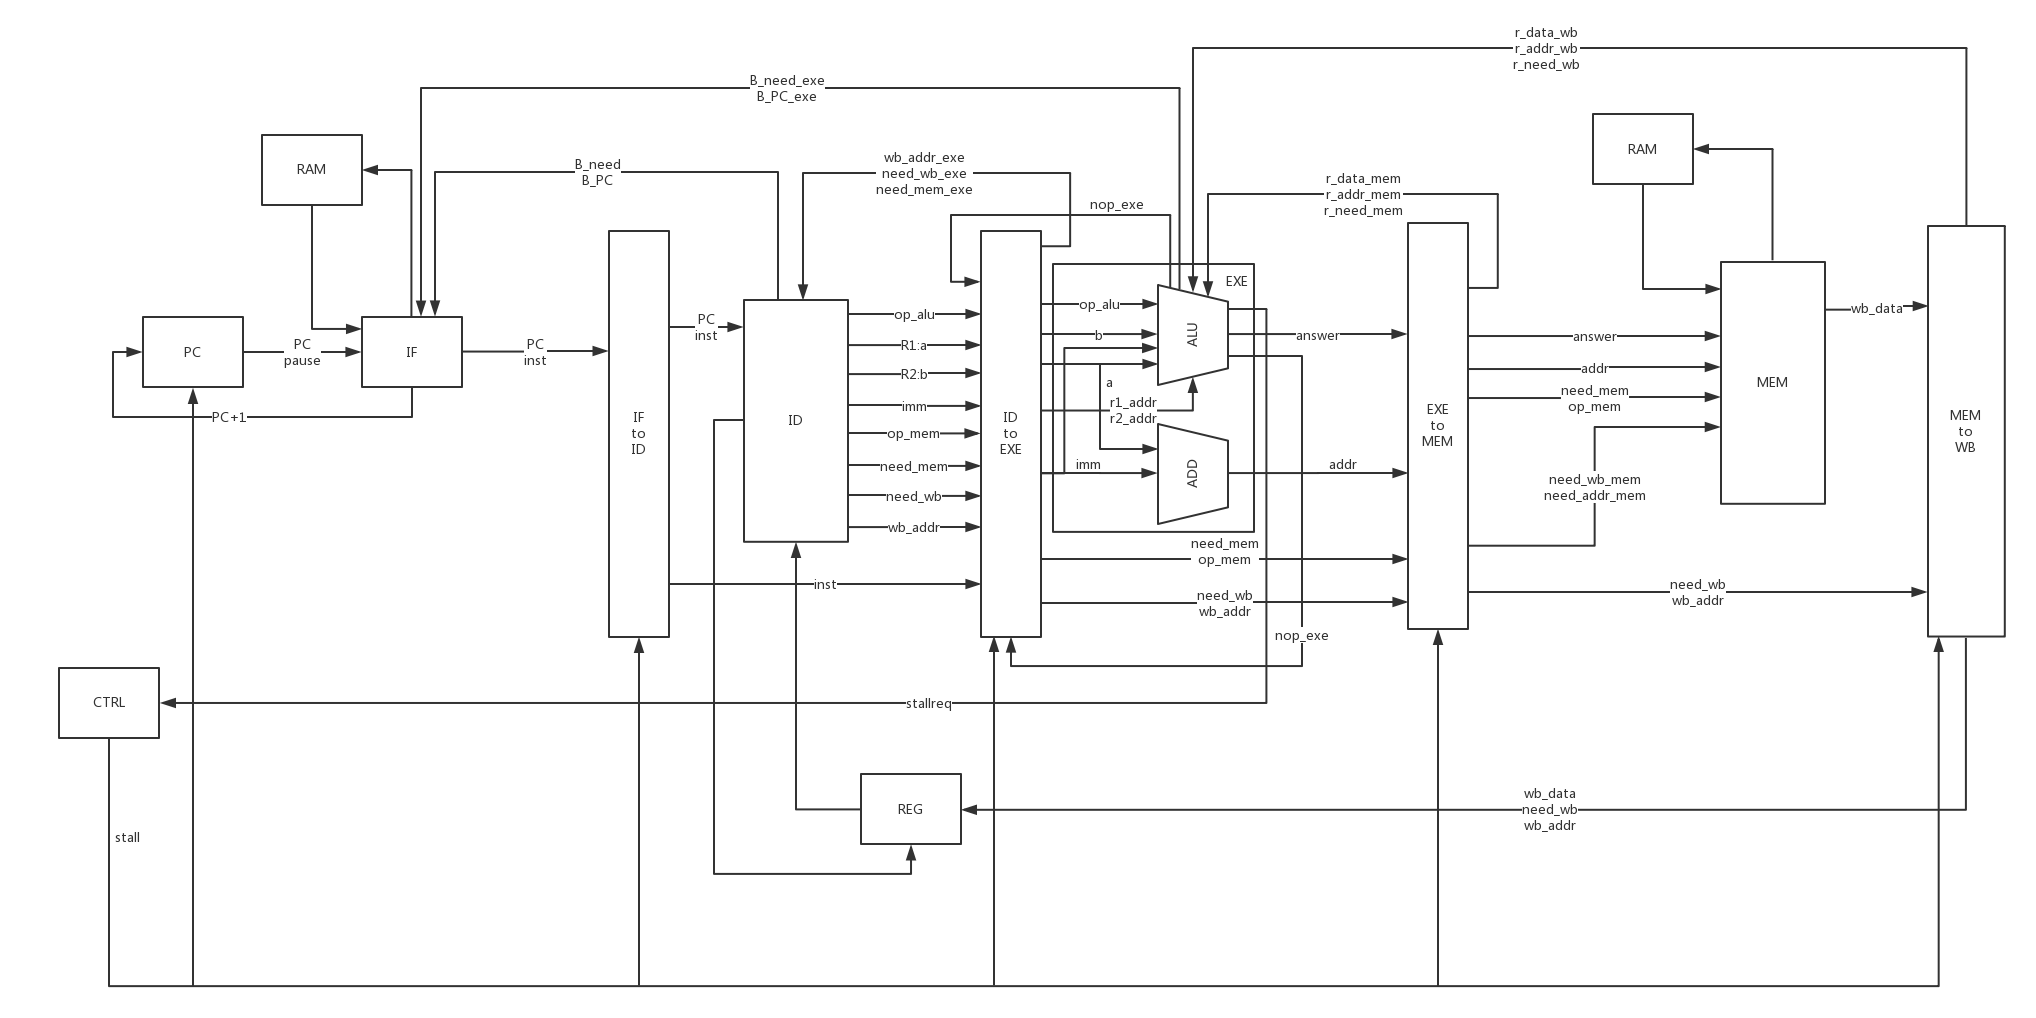 r_data_wb
r_addr_wb
r_need_wb
B_need_exe
B_PC_exe
RAM
B_need
B_PC
wb_addr_exe
need_wb_exe
need_mem_exe
r_data_mem
r_addr_mem
r_need_mem
RAM
nop_exe
EXE
PC
PC
pause
IF
PC
inst
PC+1
IF
to
ID
PC
inst
ID
op_alu
R1:a
R2:b
imm
op_mem
need_mem
need_wb
wb_addr
inst
ID
to
EXE
op_alu
b
a
r1_addr
r2_addr
imm
ALU
ADD
answer
addr
need_mem
op_mem
need_wb
wb_addr
nop_exe
EXE
to
MEM
answer
addr
need_mem
op_mem
need_wb_mem
need_addr_mem
need_wb
wb_addr
MEM
wb_data
MEM
to
WB
CTRL
stallreq
stall
REG
wb_data
need_wb
wb_addr